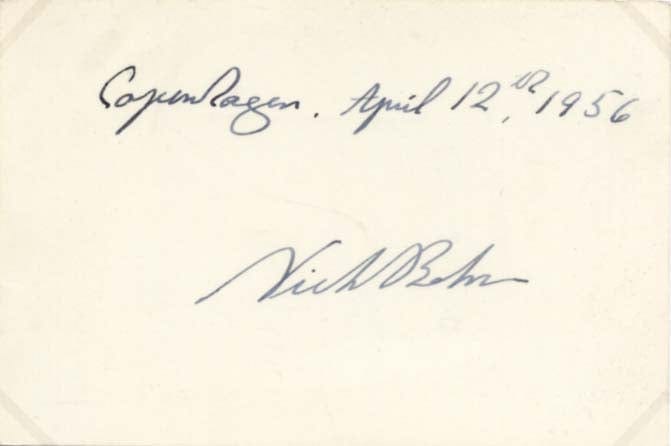 Copenhagen. April 12th, 1956
Niels Bohr